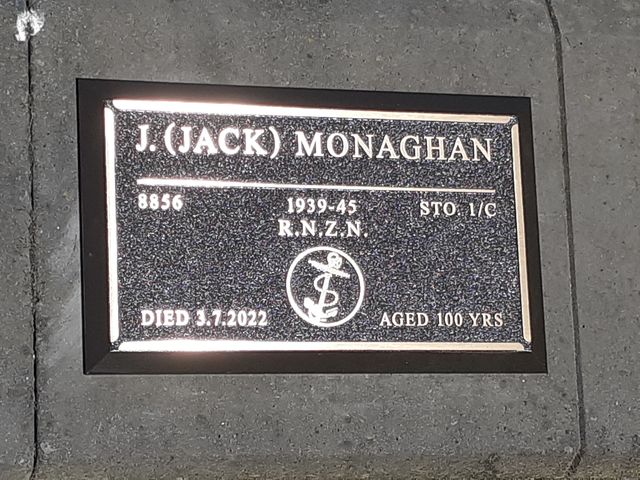 J. (JACK) MONAGHAN
8856 1939-45 STO. 1/C
R.N.Z.N.
DIED 3.7.2022 AGED 100 YRS